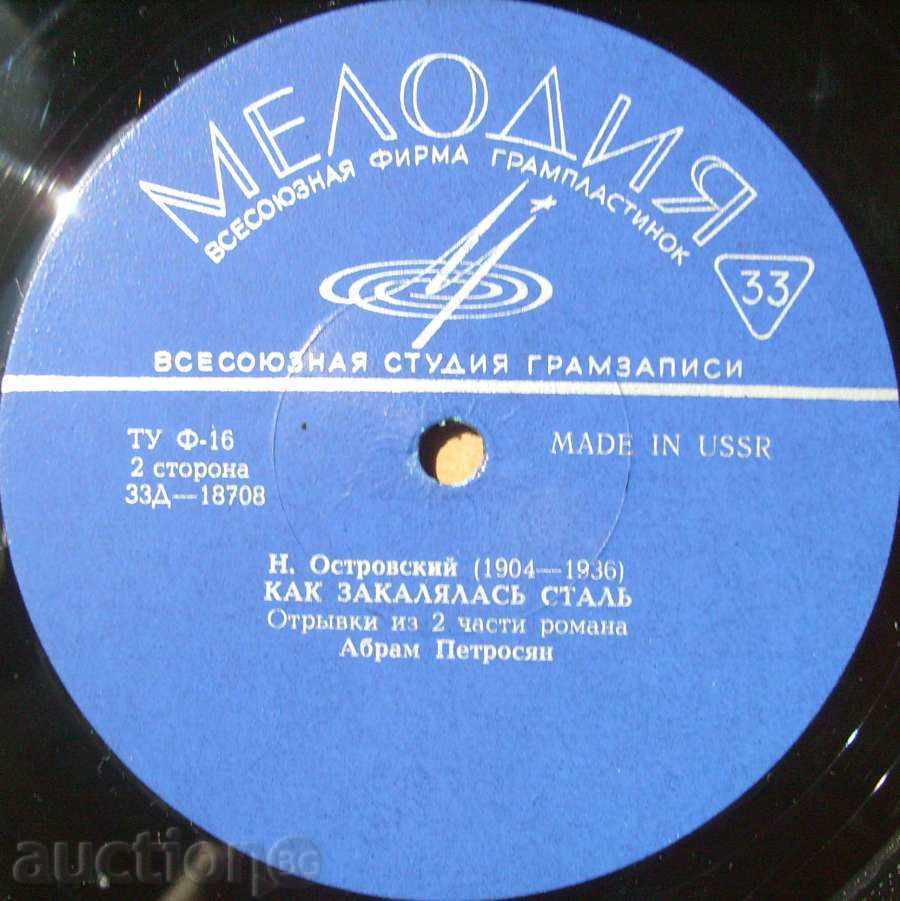 МЕЛОДИЯ
ВСЕСОЮЗНАЯ ФИРМА ГРАМПЛАСТИНОК
33
ВСЕСОЮЗНАЯ СТУДИЯ ГРАМЗАПИСИ
ТУ Ф-16
2 сторона
33Д—18708
MADE IN USSR
Н. Островский (1904—1936)
КАК ЗАКАЛЯЛАСЬ СТАЛЬ
Отрывки из 2 части романа
Абрам Петросян
auction BG